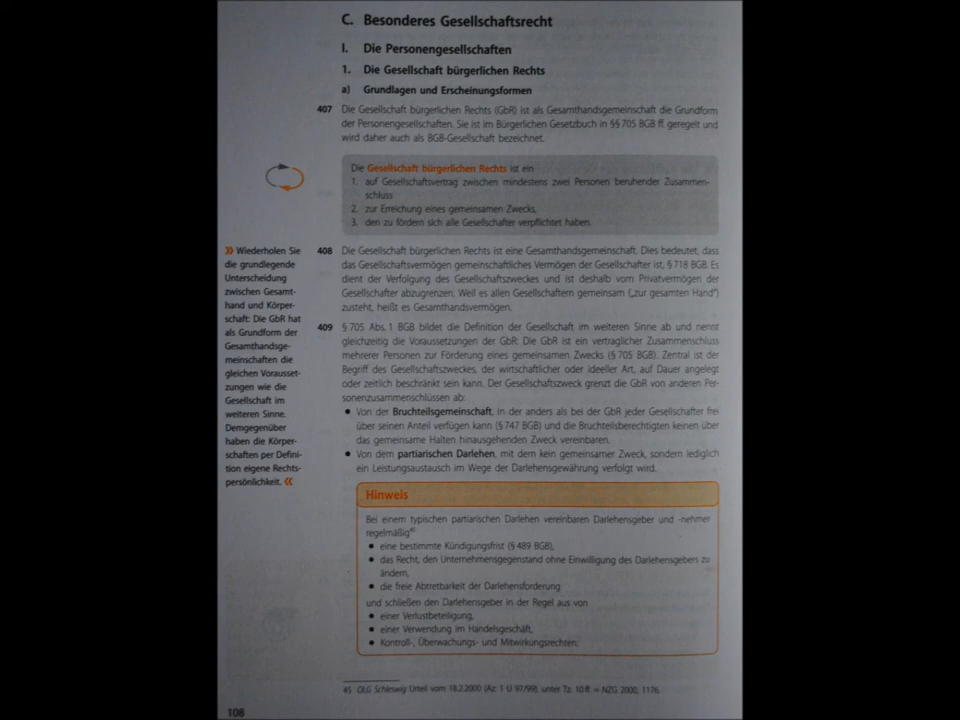 C. Besonderes Gesellschaftsrecht
I. Die Personengesellschaften
1. Die Gesellschaft bürgerlichen Rechts
a) Grundlagen und Erscheinungsformen
407 Die Gesellschaft bürgerlichen Rechts (GbR) ist als Gesamthandsgemeinschaft die Grundform
der Personengesellschaften. Sie ist im Bürgerlichen Gesetzbuch in §§ 705 BGB ff. geregelt und
wird daher auch als BGB-Gesellschaft bezeichnet.
Die Gesellschaft bürgerlichen Rechts ist ein
1. auf Gesellschaftsvertrag zwischen mindestens zwei Personen beruhender Zusammen-
schluss
2. zur Erreichung eines gemeinsamen Zwecks,
3. den zu fördern sich alle Gesellschafter verpflichtet haben.
» Wiederholen Sie
die grundlegende
Unterscheidung
zwischen Gesamt-
hand und Körper-
schaft: Die GbR hat
als Grundform der
Gesamthandsge-
meinschaften die
gleichen Vorausset-
zungen wie die
Gesellschaft im
weiteren Sinne.
Demgegenüber
haben die Körper-
schaften per Defini-
tion eigene Rechts-
persönlichkeit. «
408 Die Gesellschaft bürgerlichen Rechts ist eine Gesamthandsgemeinschaft. Dies bedeutet, dass
das Gesellschaftsvermögen gemeinschaftliches Vermögen der Gesellschafter ist, § 718 BGB. Es
dient der Verfolgung des Gesellschaftszweckes und ist deshalb vom Privatvermögen der
Gesellschafter abzugrenzen. Weil es allen Gesellschaftern gemeinsam („zur gesamten Hand")
zusteht, heißt es Gesamthandsvermögen.
409 § 705 Abs. 1 BGB bildet die Definition der Gesellschaft im weiteren Sinne ab und nennt
gleichzeitig die Voraussetzungen der GbR: Die GbR ist ein vertraglicher Zusammenschluss
mehrerer Personen zur Förderung eines gemeinsamen Zwecks (§ 705 BGB). Zentral ist der
Begriff des Gesellschaftszweckes, der wirtschaftlicher oder ideeller Art, auf Dauer angelegt
oder zeitlich beschränkt sein kann. Der Gesellschaftszweck grenzt die GbR von anderen Per-
sonenzusammenschlüssen ab:
• Von der Bruchteilsgemeinschaft, in der anders als bei der GbR jeder Gesellschafter frei
über seinen Anteil verfügen kann (§ 747 BGB) und die Bruchteilsberechtigten keinen über
das gemeinsame Halten hinausgehenden Zweck vereinbaren.
• Von dem partiarischen Darlehen, mit dem kein gemeinsamer Zweck, sondern lediglich
ein Leistungsaustausch im Wege der Darlehensgewährung verfolgt wird.
Hinweis
Bei einem typischen partiarischen Darlehen vereinbaren Darlehensgeber und -nehmer
regelmäßig45
• eine bestimmte Kündigungsfrist (§ 489 BGB),
• das Recht, den Unternehmensgegenstand ohne Einwilligung des Darlehensgebers zu
ändern,
• die freie Abtretbarkeit der Darlehensforderung
und schließen den Darlehensgeber in der Regel aus von
• einer Verlustbeteiligung,
• einer Verwendung im Handelsgeschäft,
• Kontroll-, Überwachungs- und Mitwirkungsrechten.
45 OLG Schleswig Urteil vom 18.2.2000 (Az: 1 U 97/99), unter Tz. 10 ff. = NZG 2000, 1176.
108